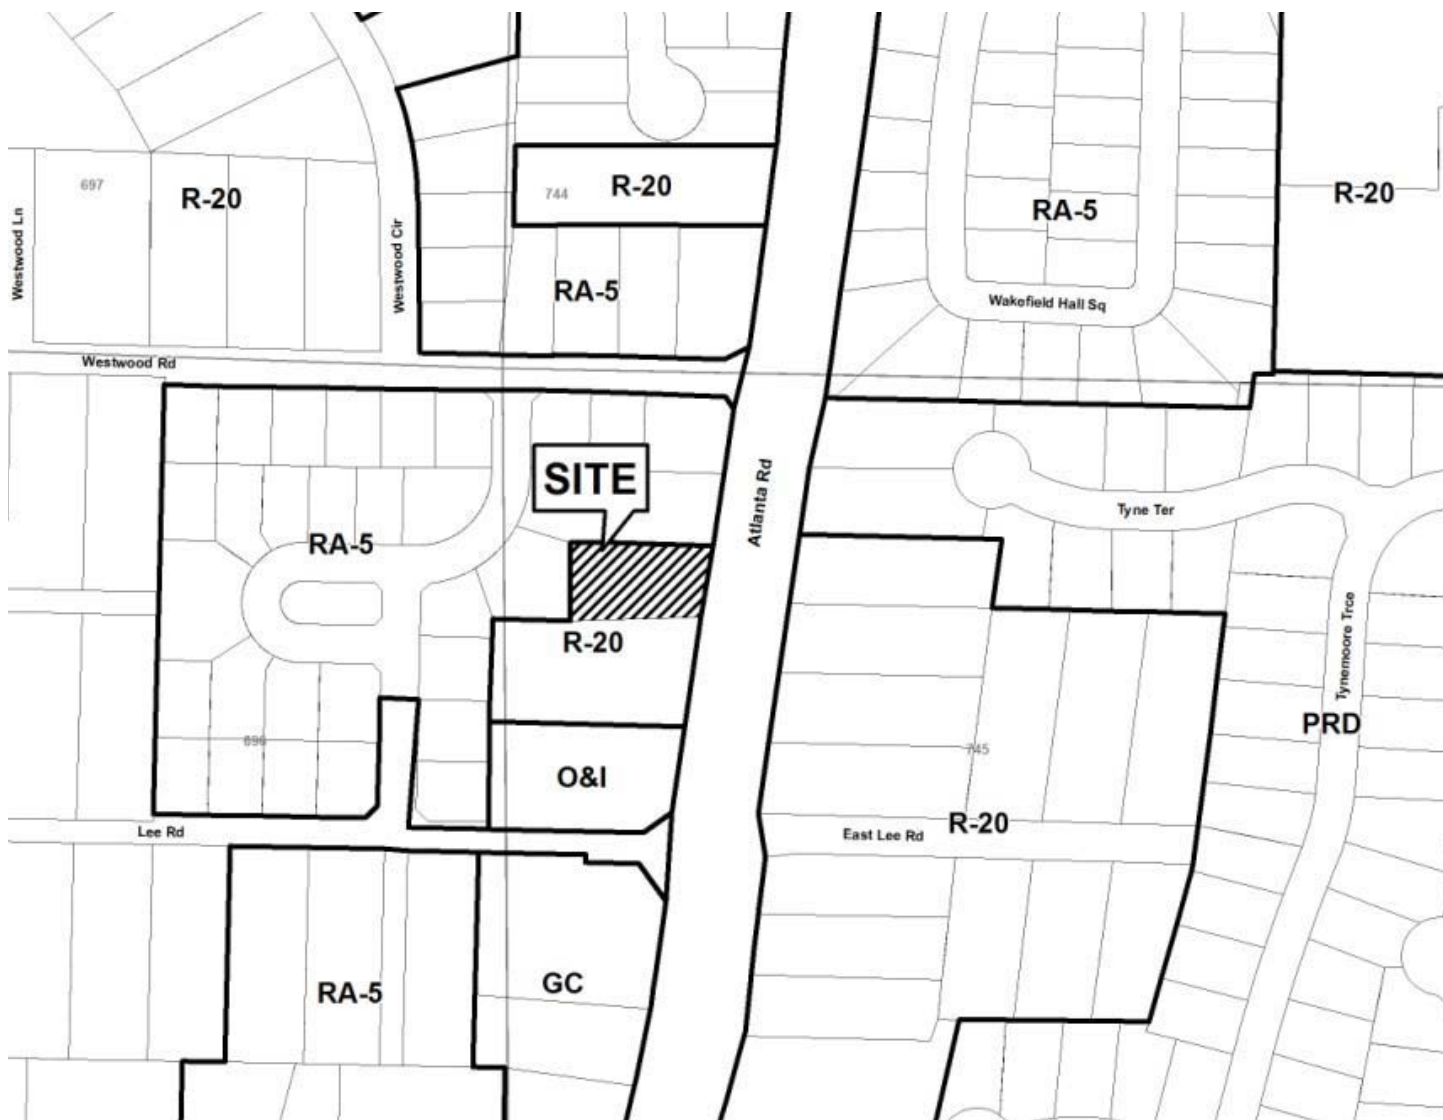 697
R-20
744
R-20
RA-5
R-20
Westwood Ln
Westwood Cir
RA-5
Wakefield Hall Sq
Westwood Rd
SITE
Atlanta Rd
Tyne Ter
RA-5
R-20
Tynemoore Trce
PRD
696
745
O&I
Lee Rd
East Lee Rd
R-20
RA-5
GC